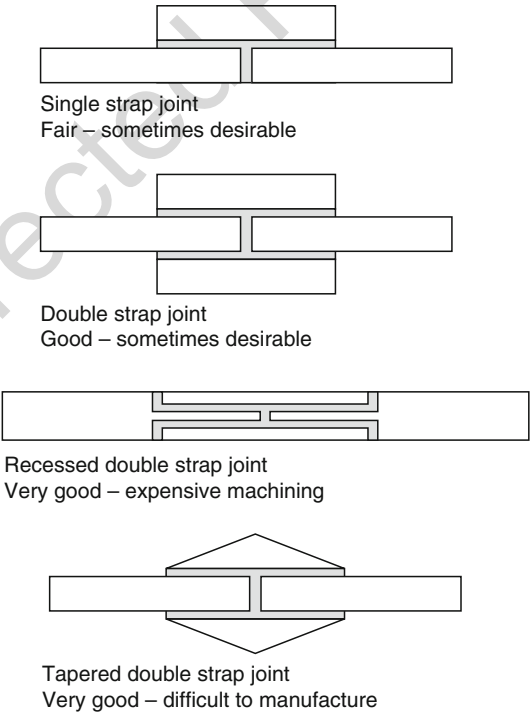 Single strap joint
Fair – sometimes desirable
Double strap joint
Good – sometimes desirable
Recessed double strap joint
Very good – expensive machining
Tapered double strap joint
Very good – difficult to manufacture